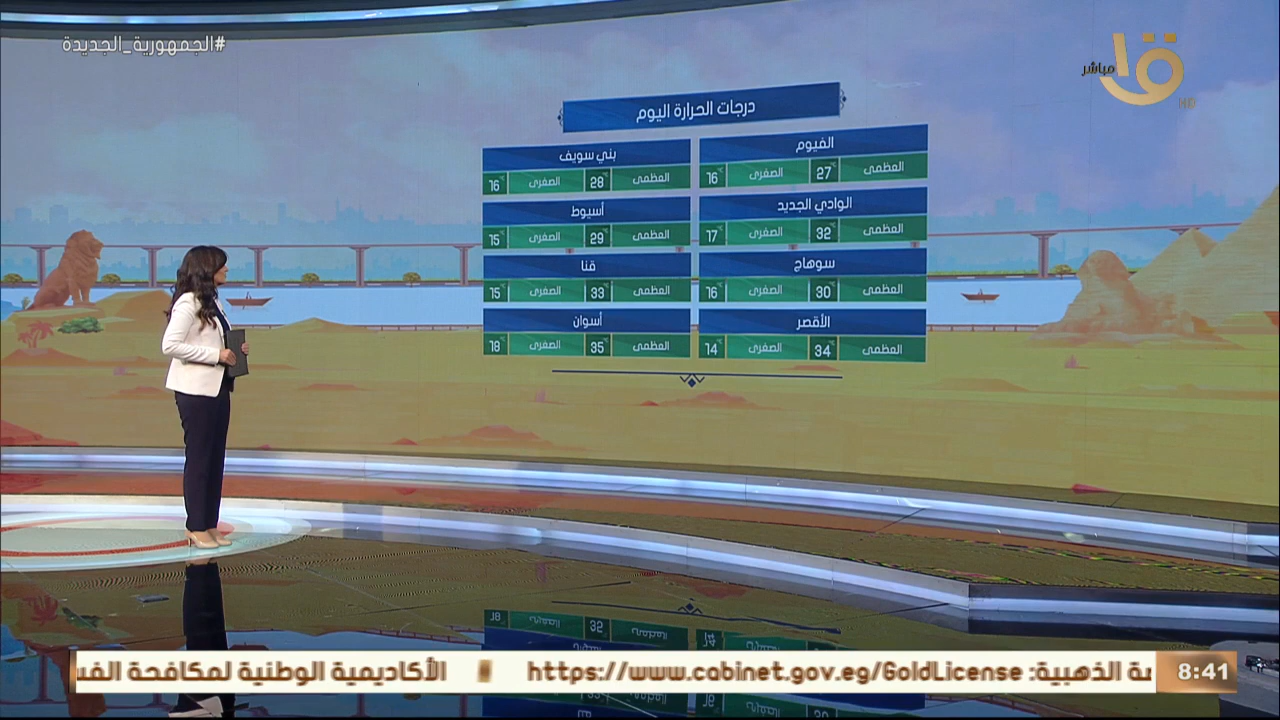 #الجمهورية_الجديدة
مباشر
HD
درجات الحرارة اليوم
الفيوم
العظمى 27 الصغرى 16
بني سويف
العظمى 28 الصغرى 16
الوادي الجديد
العظمى 32 الصغرى 17
أسيوط
العظمى 29 الصغرى 15
سوهاج
العظمى 30 الصغرى 16
قنا
العظمى 33 الصغرى 15
الأقصر
العظمى 34 الصغرى 14
أسوان
العظمى 35 الصغرى 18
8:41 الذهبية: https://www.cabinet.gov.eg/GoldLicense الأكاديمية الوطنية لمكافحة